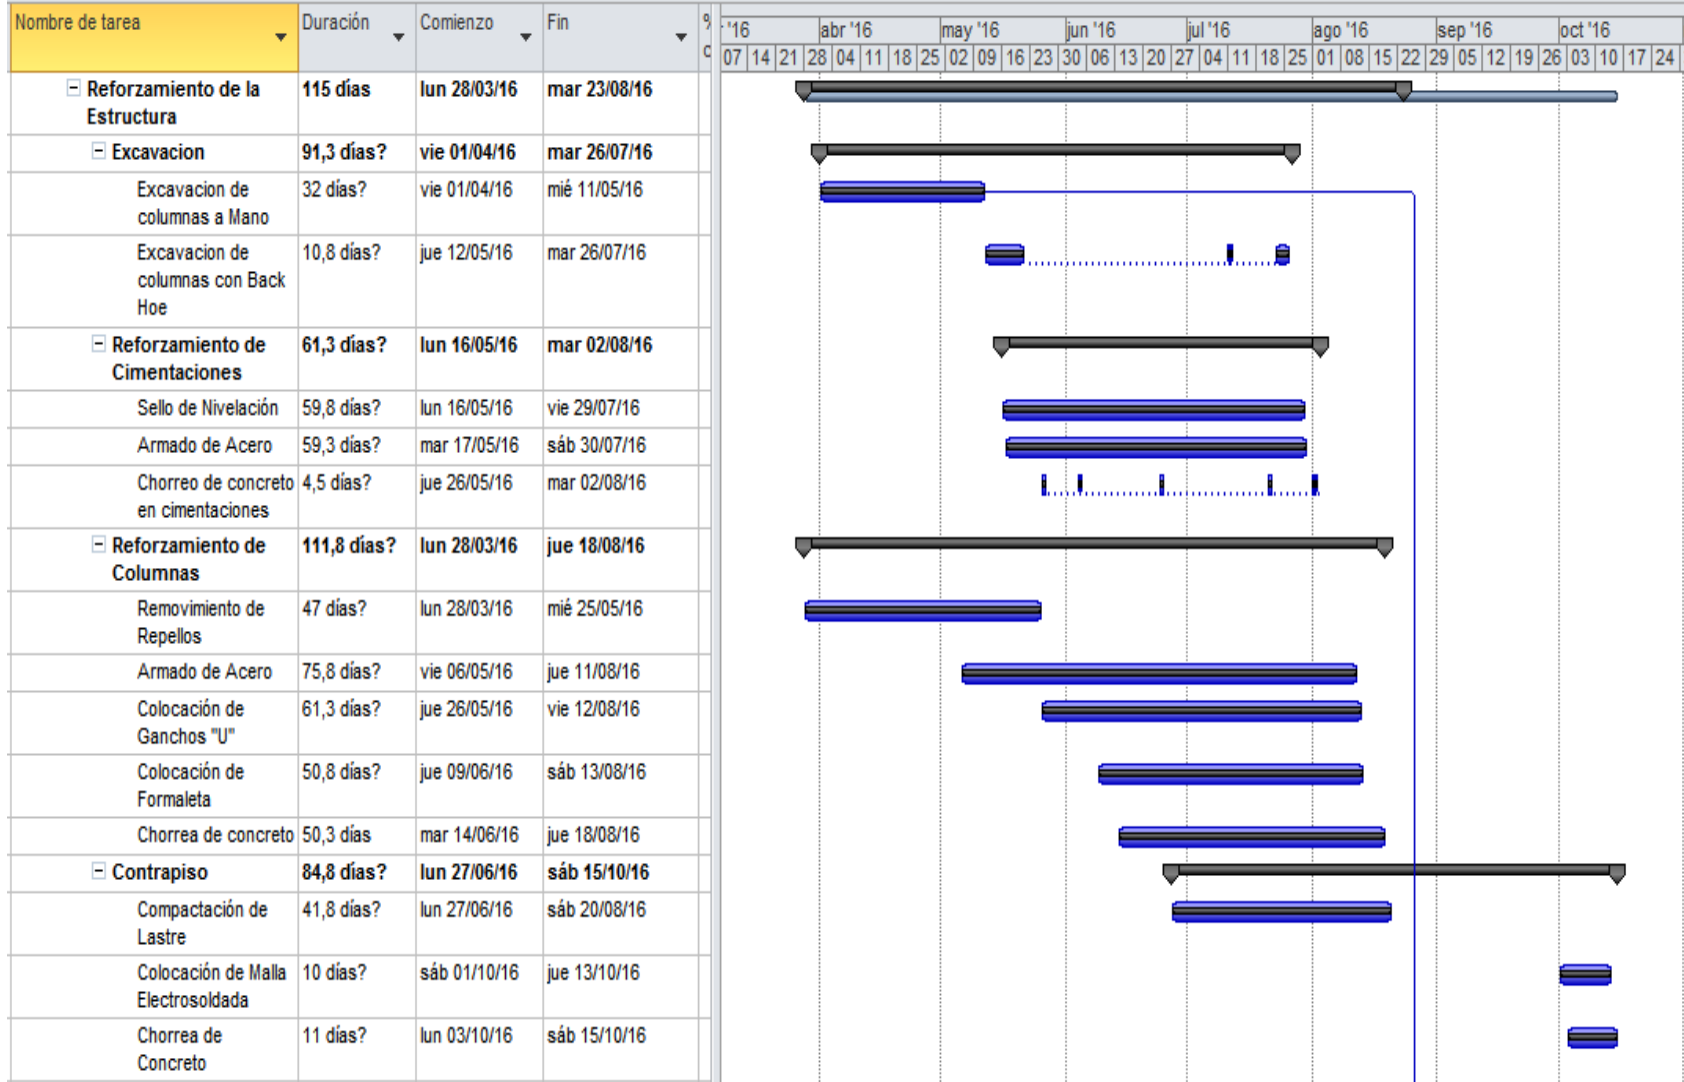 Nombre de tarea Duración Comienzo Fin % '16 abr '16 may '16 jun '16 jul '16 ago '16 sep '16 oct '16
07 14 21 28 04 11 18 25 02 09 16 23 30 06 13 20 27 04 11 18 25 01 08 15 22 29 05 12 19 26 03 10 17 24
Reforzamiento de la 115 días lun 28/03/16 mar 23/08/16
Estructura
Excavacion 91,3 días? vie 01/04/16 mar 26/07/16
Excavacion de 32 días? vie 01/04/16 mié 11/05/16
columnas a Mano
Excavacion de 10,8 días? jue 12/05/16 mar 26/07/16
columnas con Back
Hoe
Reforzamiento de 61,3 días? lun 16/05/16 mar 02/08/16
Cimentaciones
Sello de Nivelación 59,8 días? lun 16/05/16 vie 29/07/16
Armado de Acero 59,3 días? mar 17/05/16 sáb 30/07/16
Chorreo de concreto 4,5 días? jue 26/05/16 mar 02/08/16
en cimentaciones
Reforzamiento de 111,8 días? lun 28/03/16 jue 18/08/16
Columnas
Removimiento de 47 días? lun 28/03/16 mié 25/05/16
Repellos
Armado de Acero 75,8 días? vie 06/05/16 jue 11/08/16
Colocación de 61,3 días? jue 26/05/16 vie 12/08/16
Ganchos "U"
Colocación de 50,8 días? jue 09/06/16 sáb 13/08/16
Formaleta
Chorrea de concreto 50,3 días mar 14/06/16 jue 18/08/16
Contrapiso 84,8 días? lun 27/06/16 sáb 15/10/16
Compactación de 41,8 días? lun 27/06/16 sáb 20/08/16
Lastre
Colocación de Malla 10 días? sáb 01/10/16 jue 13/10/16
Electrosoldada
Chorrea de 11 días? lun 03/10/16 sáb 15/10/16
Concreto